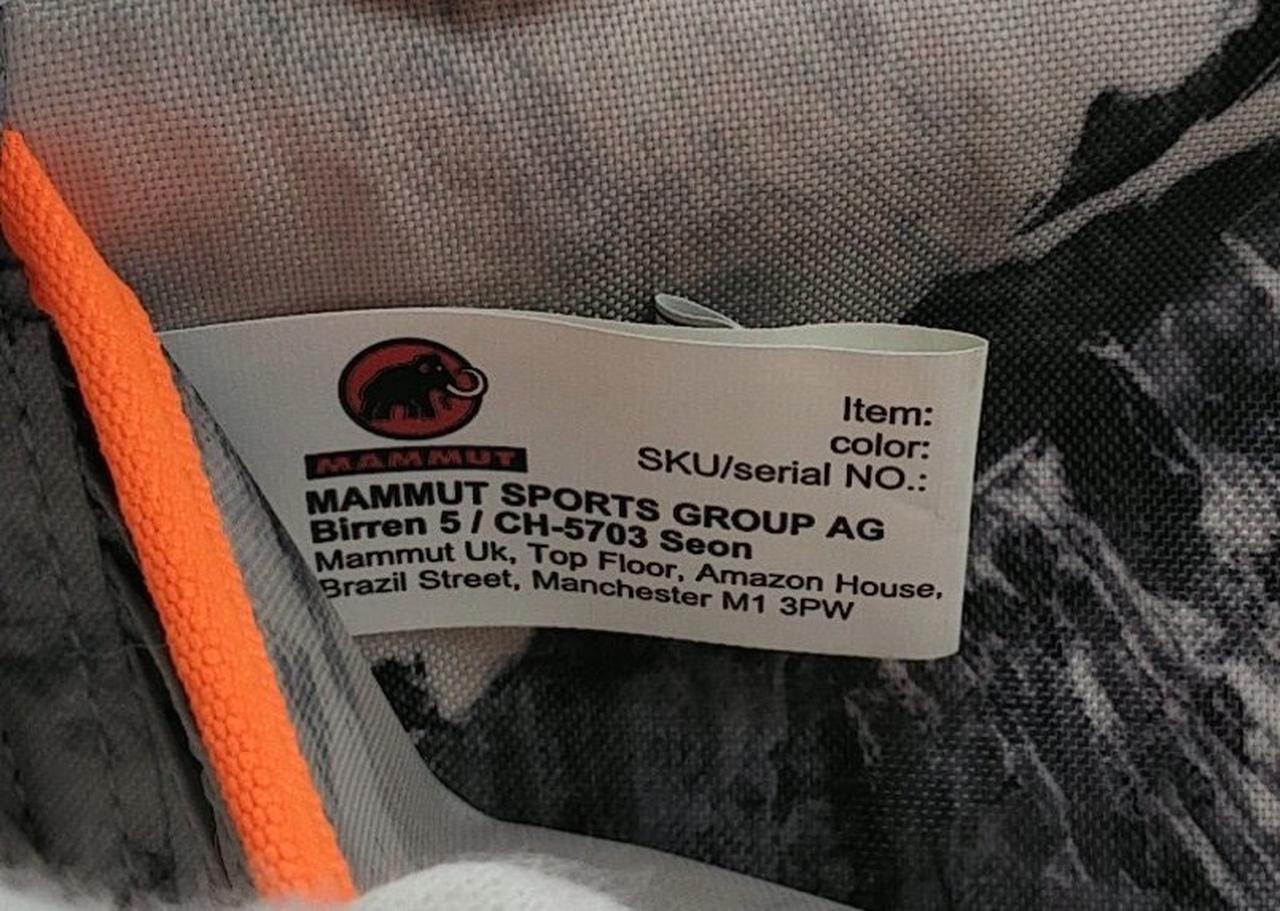 MAMMUT
Item:
color:
SKU/serial NO.:
MAMMUT SPORTS GROUP AG
Birren 5 / CH-5703 Seon
Mammut Uk, Top Floor, Amazon House,
Brazil Street, Manchester M1 3PW